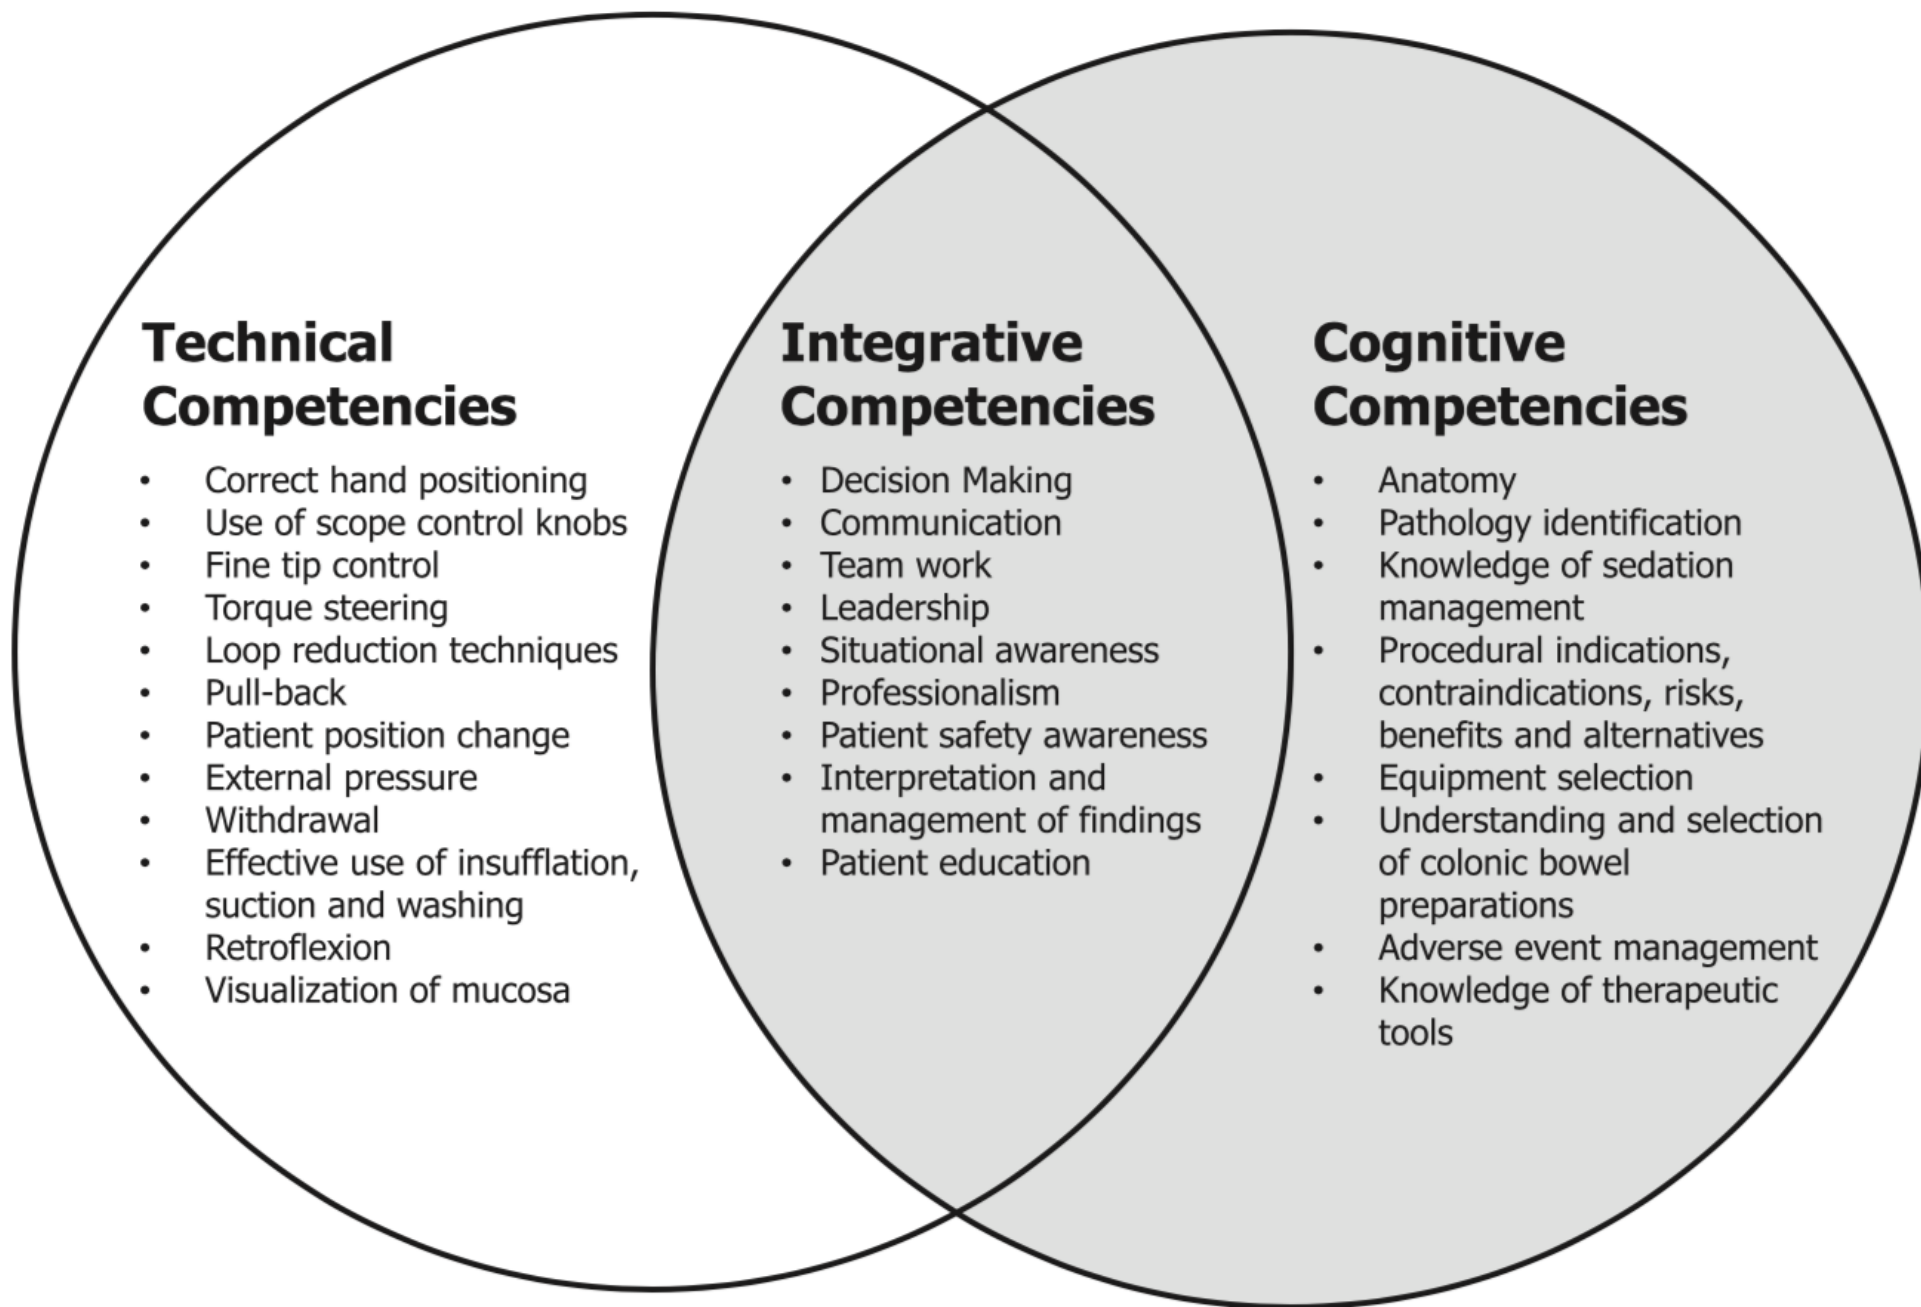 Technical
Competencies
• Correct hand positioning
• Use of scope control knobs
• Fine tip control
• Torque steering
• Loop reduction techniques
• Pull-back
• Patient position change
• External pressure
• Withdrawal
• Effective use of insufflation,
suction and washing
• Retroflexion
• Visualization of mucosa
Integrative
Competencies
• Decision Making
• Communication
• Team work
• Leadership
• Situational awareness
• Professionalism
• Patient safety awareness
• Interpretation and
management of findings
• Patient education
Cognitive
Competencies
• Anatomy
• Pathology identification
• Knowledge of sedation
management
• Procedural indications,
contraindications, risks,
benefits and alternatives
• Equipment selection
• Understanding and selection
of colonic bowel
preparations
• Adverse event management
• Knowledge of therapeutic
tools